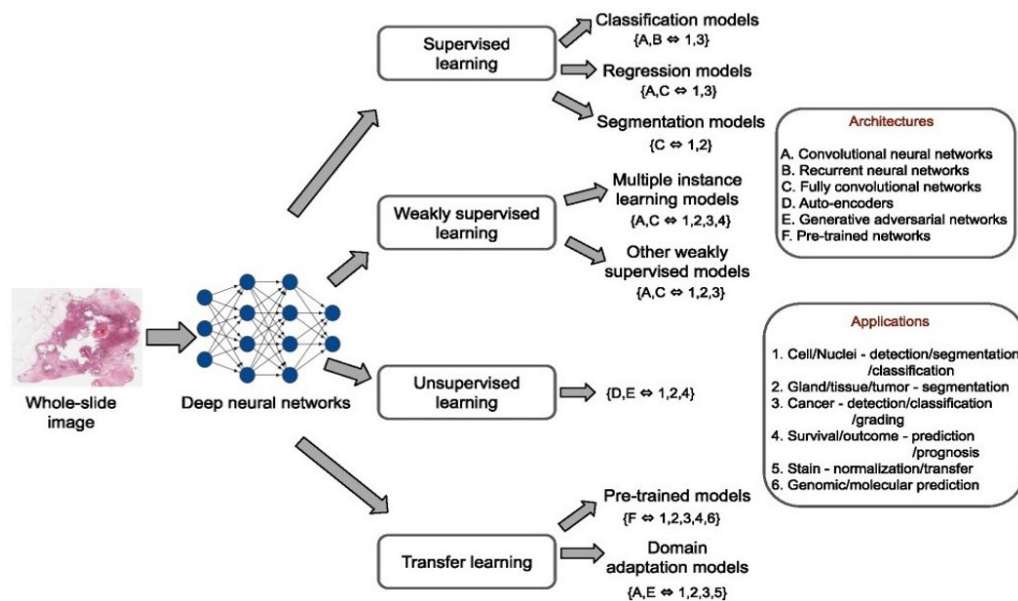 Whole-slide
image
Deep neural networks
Supervised
learning
Classification models
{A,B ⇔ 1,3}
Regression models
{A,C ⇔ 1,3}
Segmentation models
{C ⇔ 1,2}
Weakly supervised
learning
Multiple instance
learning models
{A,C ⇔ 1,2,3,4}
Other weakly
supervised models
{A,C ⇔ 1,2,3}
Unsupervised
learning
{D,E ⇔ 1,2,4}
Transfer learning
Pre-trained models
{F ⇔ 1,2,3,4,6}
Domain
adaptation models
{A,E ⇔ 1,2,3,5}
Architectures
A. Convolutional neural networks
B. Recurrent neural networks
C. Fully convolutional networks
D. Auto-encoders
E. Generative adversarial networks
F. Pre-trained networks
Applications
1. Cell/Nuclei - detection/segmentation
/classification
2. Gland/tissue/tumor - segmentation
3. Cancer - detection/classification
/grading
4. Survival/outcome - prediction
/prognosis
5. Stain - normalization/transfer
6. Genomic/molecular prediction